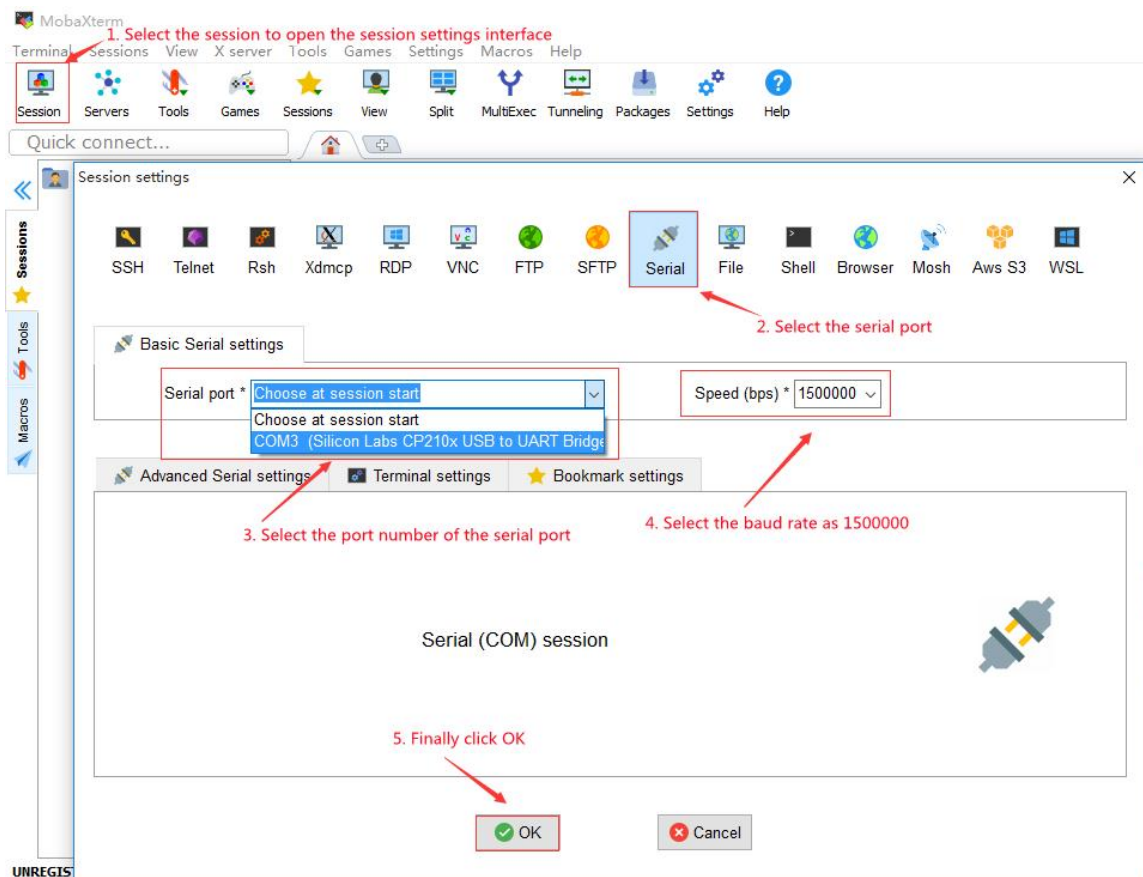 MobaXterm
1. Select the session to open the session settings interface
Terminal Sessions View X server Tools Games Settings Macros Help
Session Servers Tools Games Sessions View Split MultiExec Tunneling Packages Settings Help
Quick connect...
Session settings
Sessions
Tools
Macros
SSH Telnet Rsh Xdmcp RDP VNC FTP SFTP Serial File Shell Browser Mosh Aws S3 WSL
2. Select the serial port
Basic Serial settings
Serial port * Choose at session start
Speed (bps) * 1500000
Choose at session start
COM3 (Silicon Labs CP210x USB to UART Bridge
Advanced Serial settings Terminal settings Bookmark settings
3. Select the port number of the serial port
4. Select the baud rate as 1500000
Serial (COM) session
5. Finally click OK
OK Cancel
UNREGIS